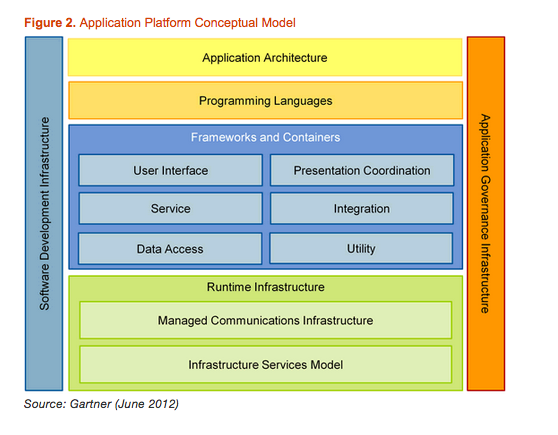 Figure 2. Application Platform Conceptual Model
Software Development Infrastructure
Application Architecture
Programming Languages
Frameworks and Containers
User Interface
Presentation Coordination
Service
Integration
Data Access
Utility
Runtime Infrastructure
Managed Communications Infrastructure
Infrastructure Services Model
Application Governance Infrastructure
Source: Gartner (June 2012)